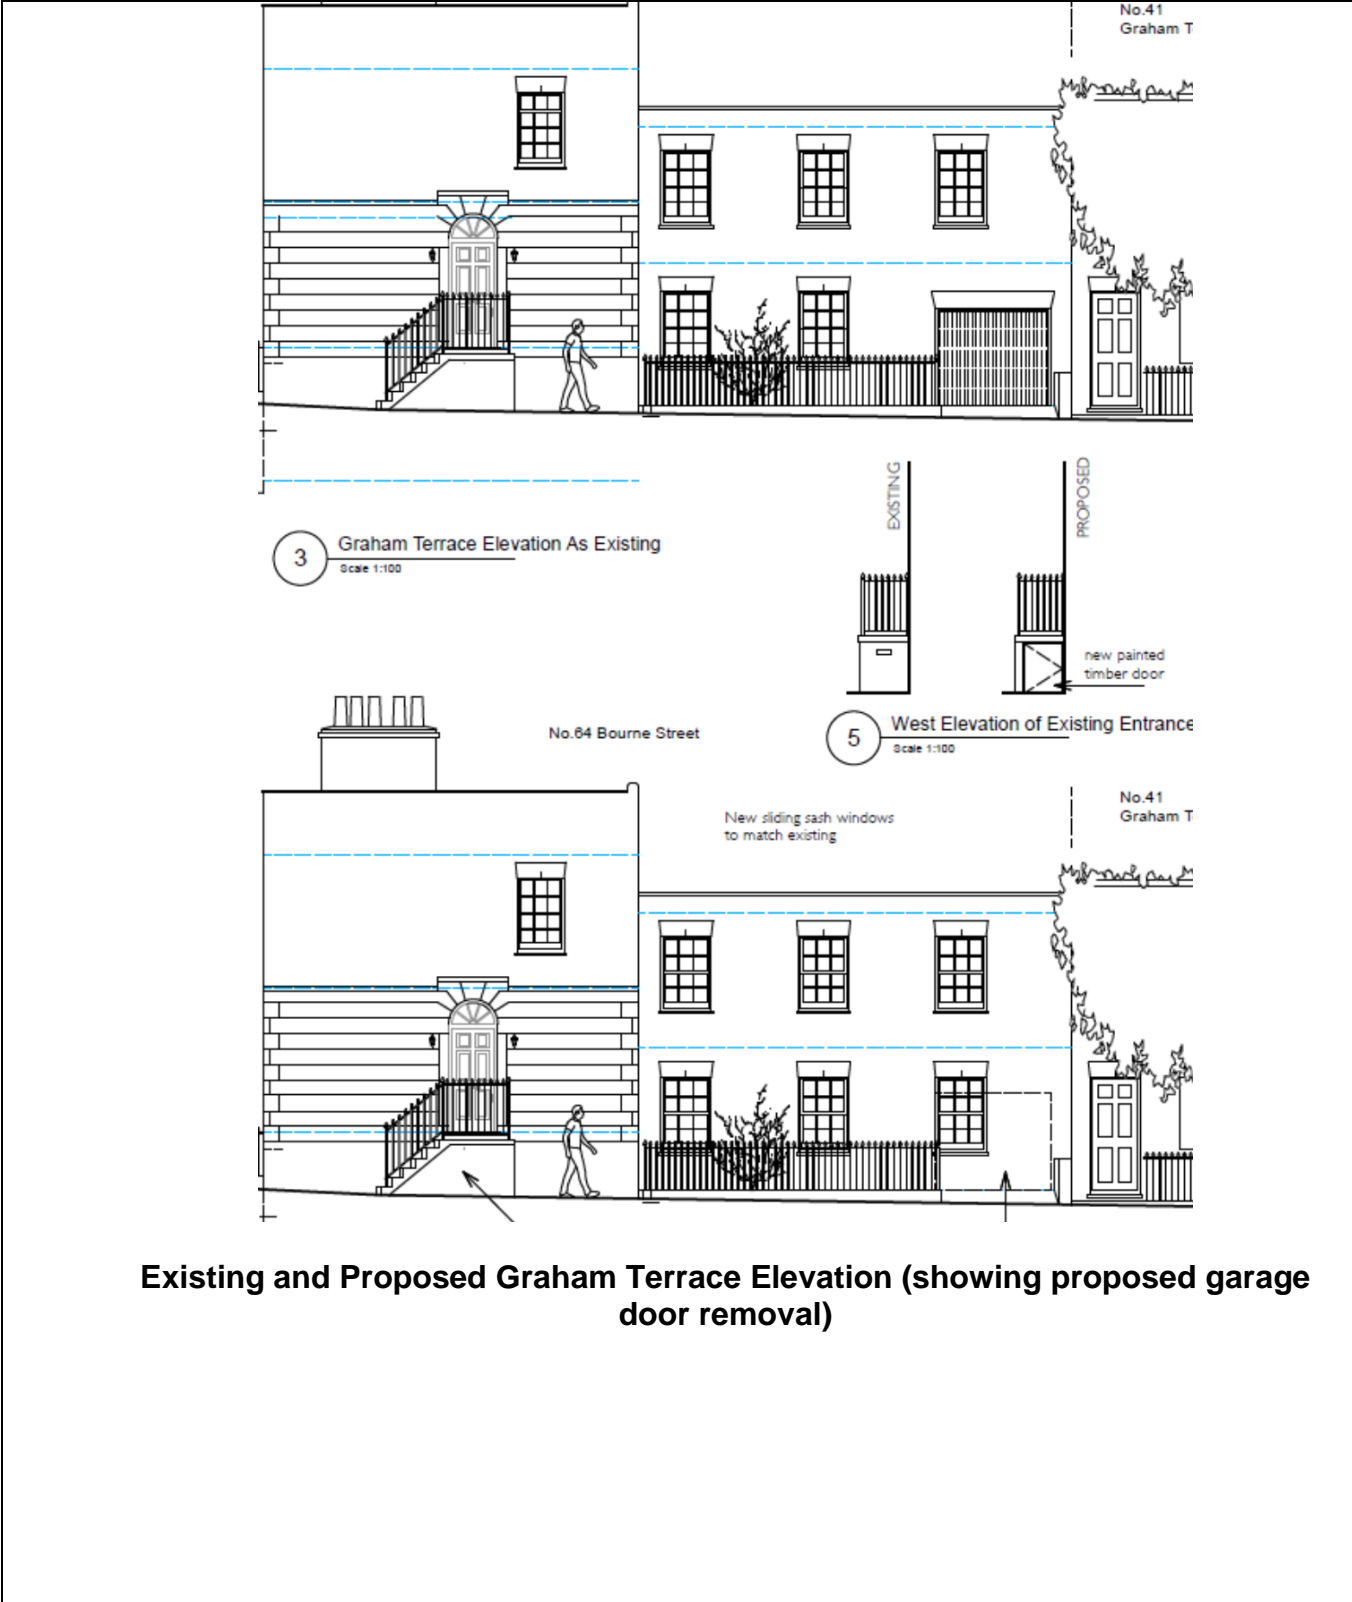 No.41
Graham T
EXISTING
PROPOSED
3
Graham Terrace Elevation As Existing
Scale 1:100
new painted
timber door
5
West Elevation of Existing Entrance
Scale 1:100
No.64 Bourne Street
New sliding sash windows
to match existing
No.41
Graham T
Existing and Proposed Graham Terrace Elevation (showing proposed garage
door removal)